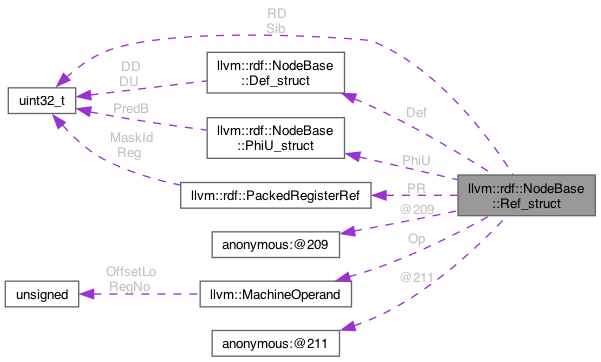 RD
Sib
llvm::rdf::NodeBase
::Def_struct
DD
DU
uint32_t
PredB
Def
llvm::rdf::NodeBase
::PhiU_struct
MaskId
Reg
PhiU
llvm::rdf::PackedRegisterRef
PR
llvm::rdf::NodeBase
::Ref_struct
@209
anonymous:@209
Op
OffsetLo
RegNo
unsigned
llvm::MachineOperand
@211
anonymous:@211